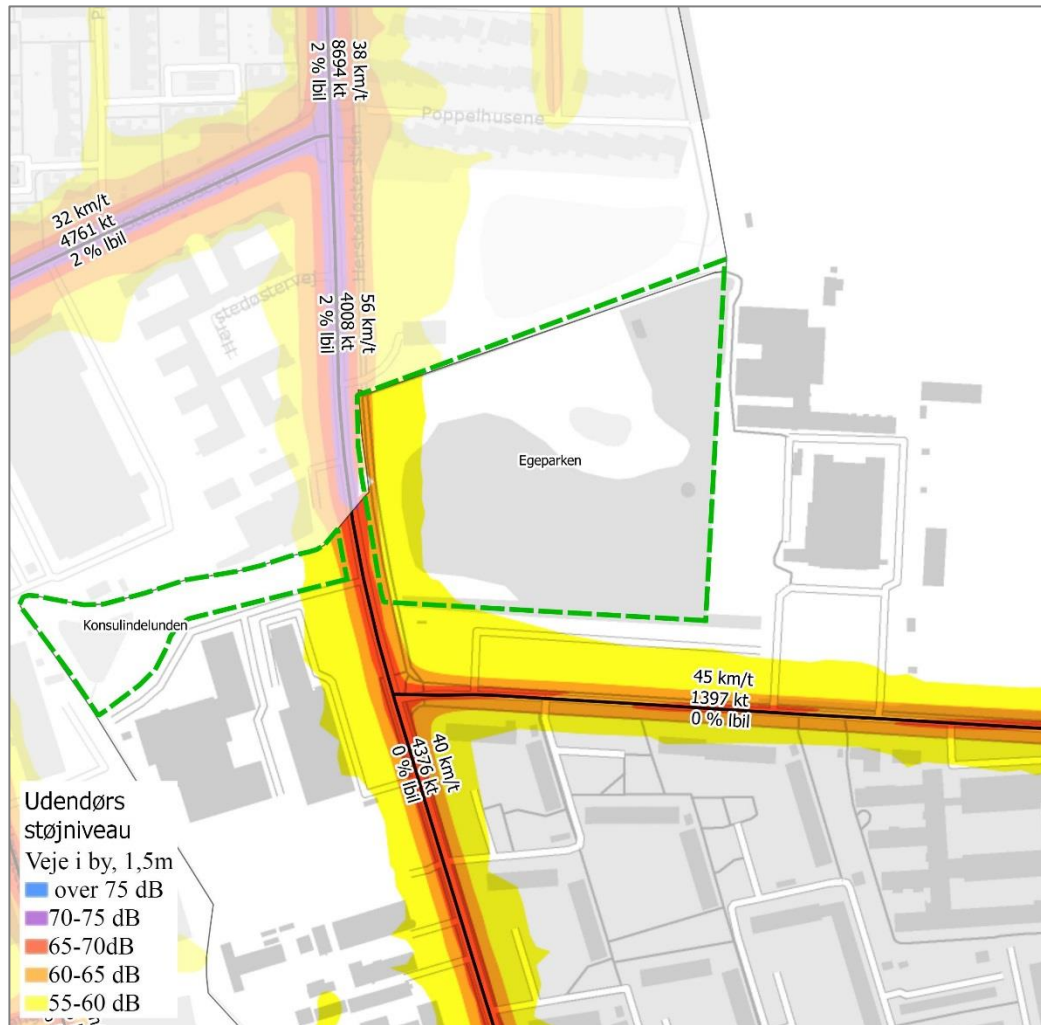 38 km/t
8694 kt
2 % lbil
Poppelhusene
Herstedøsterstien
32 km/t
4761 kt
2 % lbil
stedøstervej
56 km/t
4008 kt
2 % lbil
Egeparken
Konsulindelunden
45 km/t
1397 kt
0 % lbil
40 km/t
4376 kt
0 % lbil
Udendørs
støjniveau
Veje i by, 1,5m
over 75 dB
70-75 dB
65-70dB
60-65 dB
55-60 dB